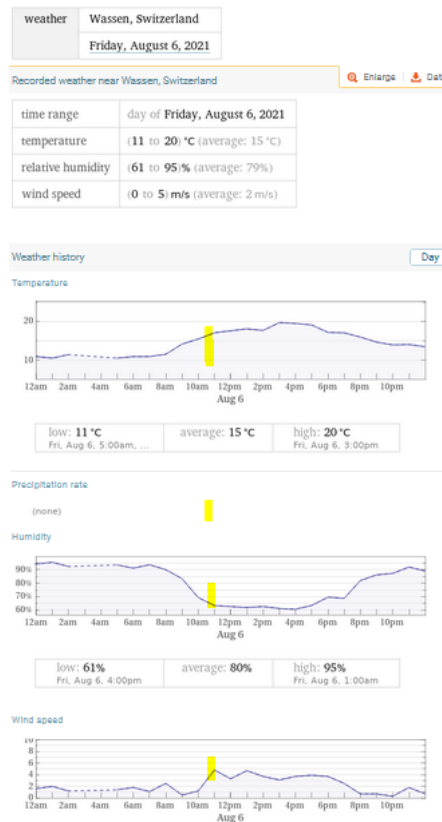 weather Wassen, Switzerland
Friday, August 6, 2021
Recorded weather near Wassen, Switzerland Enlarge Dat
time range day of Friday, August 6, 2021
temperature (11 to 20) °C (average: 15 °C)
relative humidity (61 to 95)% (average: 79%)
wind speed (0 to 5) m/s (average: 2 m/s)
Weather history Day
Temperature
20
10
12am 2am 4am 6am 8am 10am 12pm 2pm 4pm 6pm 8pm 10pm
Aug 6
low: 11 °C average: 15 °C high: 20 °C
Fri, Aug 6, 5:00am, ... Fri, Aug 6, 3:00pm
Precipitation rate
(none)
Humidity
90%
80%
70%
60%
12am 2am 4am 6am 8am 10am 12pm 2pm 4pm 6pm 8pm 10pm
Aug 6
low: 61% average: 80% high: 95%
Fri, Aug 6, 4:00pm Fri, Aug 6, 1:00am
Wind speed
10
8
6
4
2
0
12am 2am 4am 6am 8am 10am 12pm 2pm 4pm 6pm 8pm 10pm
Aug 6